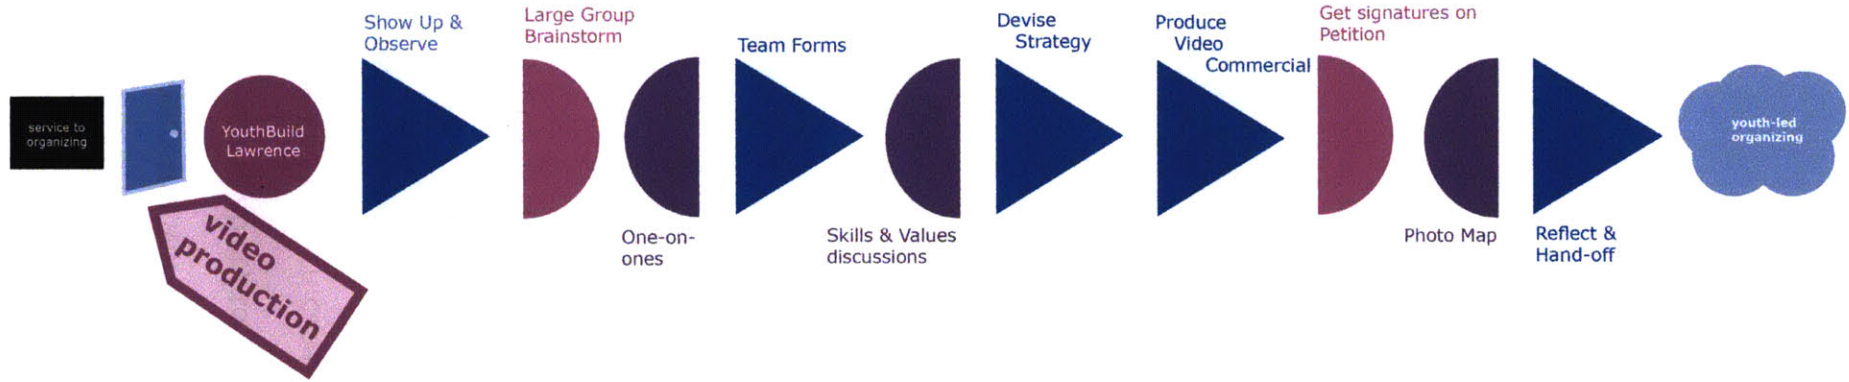 service to
organizing
YouthBuild
Lawrence
video
production
Show Up &
Observe
Large Group
Brainstorm
One-on-
ones
Team Forms
Skills & Values
discussions
Devise
Strategy
Produce
Video
Commercial
Get signatures on
Petition
Photo Map
Reflect &
Hand-off
youth-led
organizing